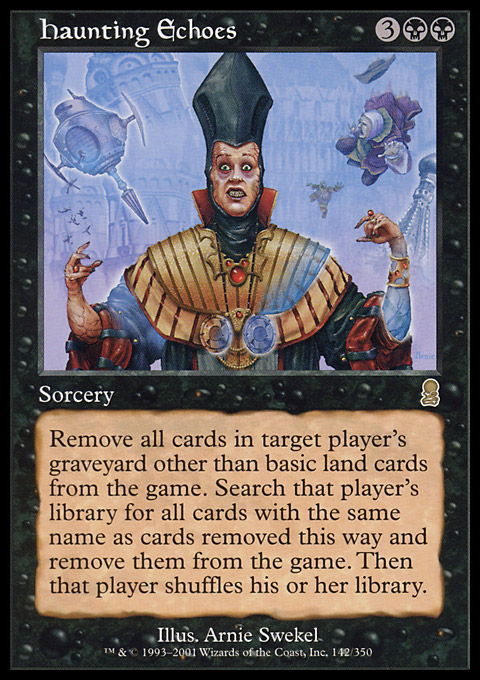 Haunting Echoes 3
Arnie
Sorcery
Remove all cards in target player's
graveyard other than basic land cards
from the game. Search that player's
library for all cards with the same
name as cards removed this way and
remove them from the game. Then
that player shuffles his or her library.
Illus. Arnie Swekel
™ & © 1993–2001 Wizards of the Coast, Inc. 142/350